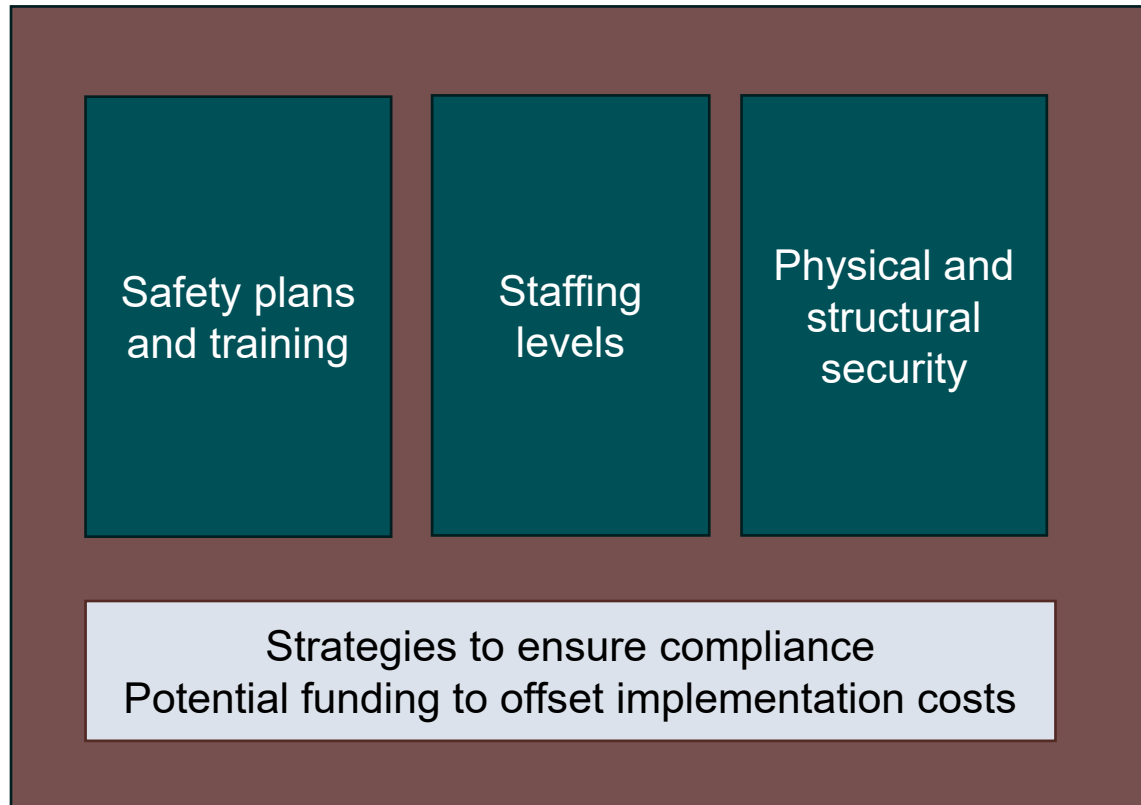 Safety plans
and training
Staffing
levels
Physical and
structural
security
Strategies to ensure compliance
Potential funding to offset implementation costs